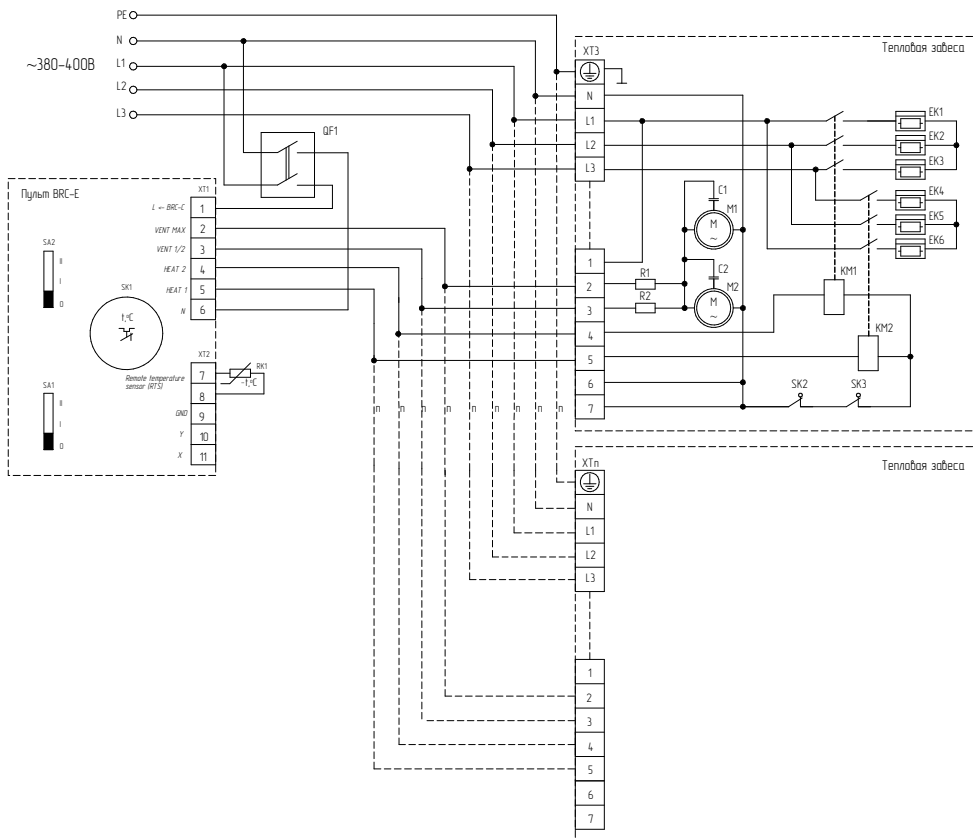 PE
N
L1
L2
L3
~380-400В
QF1
Пульт BRC-E
XT1
L ← BRC-C
1
VENT MAX
2
VENT 1/2
3
HEAT 2
4
HEAT 1
5
N
6
SA2
II
I
0
SK1
t,°C
XT2
7
Remote temperature
sensor (RTS)
8
GND
9
Y
10
X
11
RK1
-t,°C
SA1
II
I
0
Тепловая завеса
XT3
N
L1
L2
L3
1
2
3
4
5
6
7
EK1
EK2
EK3
EK4
EK5
EK6
C1
M1
M
~
C2
M2
M
~
R1
R2
KM1
KM2
SK2
SK3
n n n n n n n n n
Тепловая завеса
XTn
N
L1
L2
L3
1
2
3
4
5
6
7